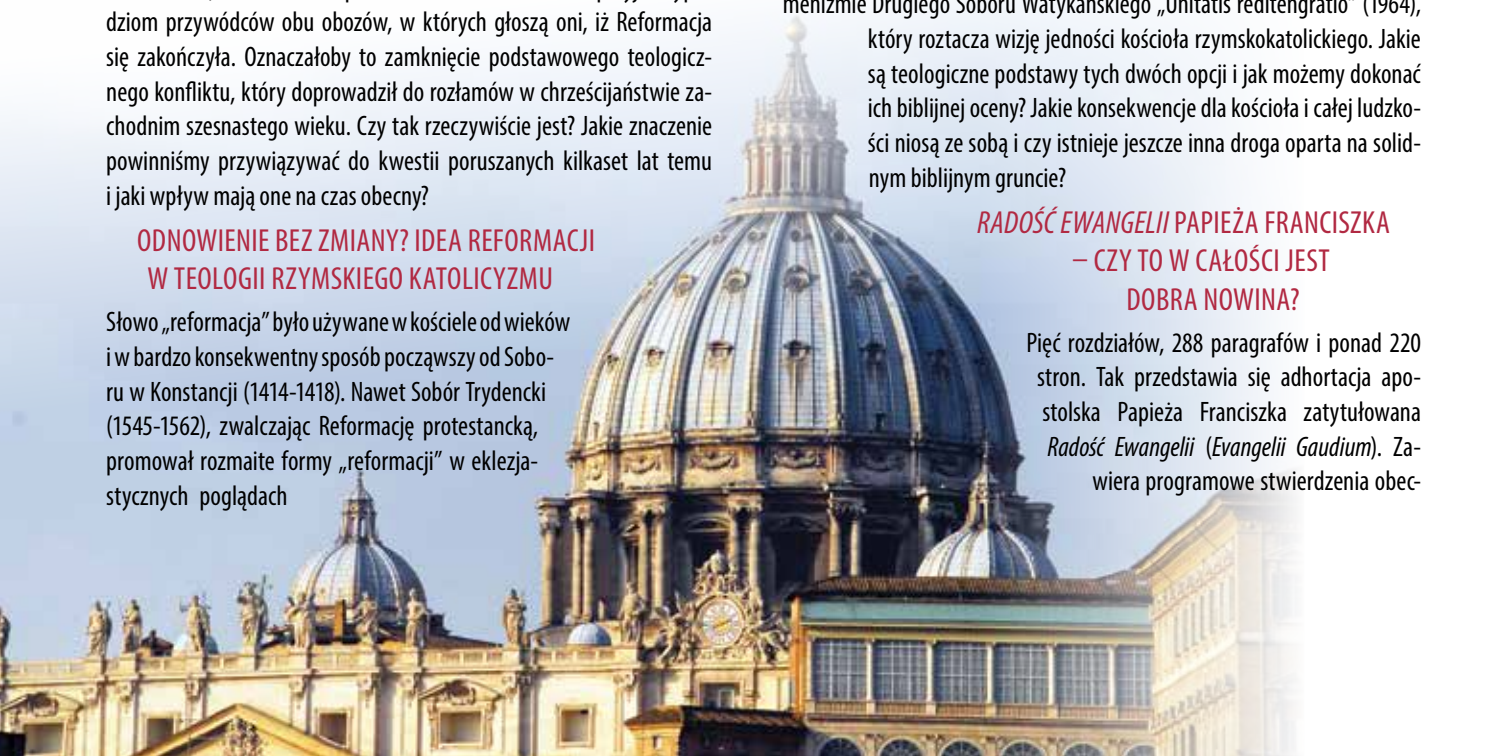 dziom przywódców obu obozów, w których głoszą oni, iż Reformacja
się zakończyła. Oznaczałoby to zamknięcie podstawowego teologicz-
nego konfliktu, który doprowadził do rozłamów w chrześcijaństwie za-
chodnim szesnastego wieku. Czy tak rzeczywiście jest? Jakie znaczenie
powinniśmy przywiązywać do kwestii poruszanych kilkaset lat temu
i jaki wpływ mają one na czas obecny?
ODNOWIENIE BEZ ZMIANY? IDEA REFORMACJI
W TEOLOGII RZYMSKIEGO KATOLICYZMU
Słowo „reformacja” było używane w kościele od wieków
i w bardzo konsekwentny sposób począwszy od Sobo-
ru w Konstancji (1414-1418). Nawet Sobór Trydencki
(1545-1562), zwalczając Reformację protestancką,
promował rozmaite formy „reformacji” w eklezja-
stycznych poglądach
menizmie Drugiego Soboru Watykańskiego „Unitatis reditengratio” (1964),
który roztacza wizję jedności kościoła rzymskokatolickiego. Jakie
są teologiczne podstawy tych dwóch opcji i jak możemy dokonać
ich biblijnej oceny? Jakie konsekwencje dla kościoła i całej ludzko-
ści niosą ze sobą i czy istnieje jeszcze inna droga oparta na solid-
nym biblijnym gruncie?
RADOŚĆ EWANGELII PAPIEŻA FRANCISZKA
– CZY TO W CAŁOŚCI JEST
DOBRA NOWINA?
Pięć rozdziałów, 288 paragrafów i ponad 220
stron. Tak przedstawia się adhortacja apo-
stolska Papieża Franciszka zatytułowana
Radość Ewangelii (Evangelii Gaudium). Za-
wiera programowe stwierdzenia obec-